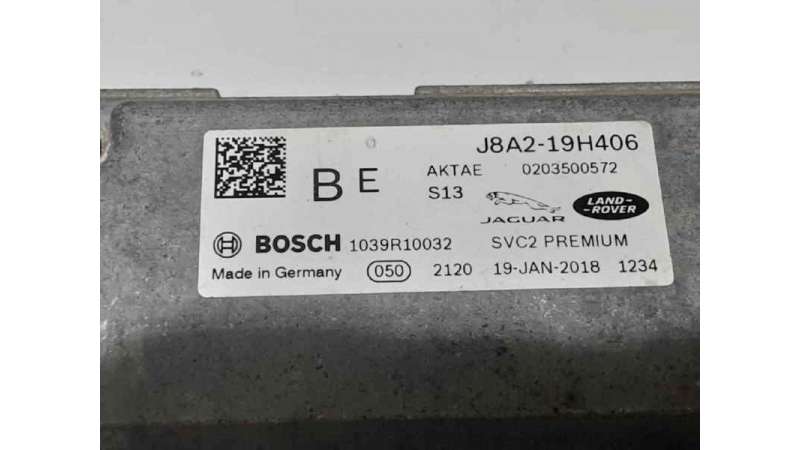 J8A2-19H406
B E AKTAE 0203500572
S13 JAGUAR LAND-ROVER
BOSCH 1039R10032 SVC2 PREMIUM
Made in Germany 050 2120 19-JAN-2018 1234